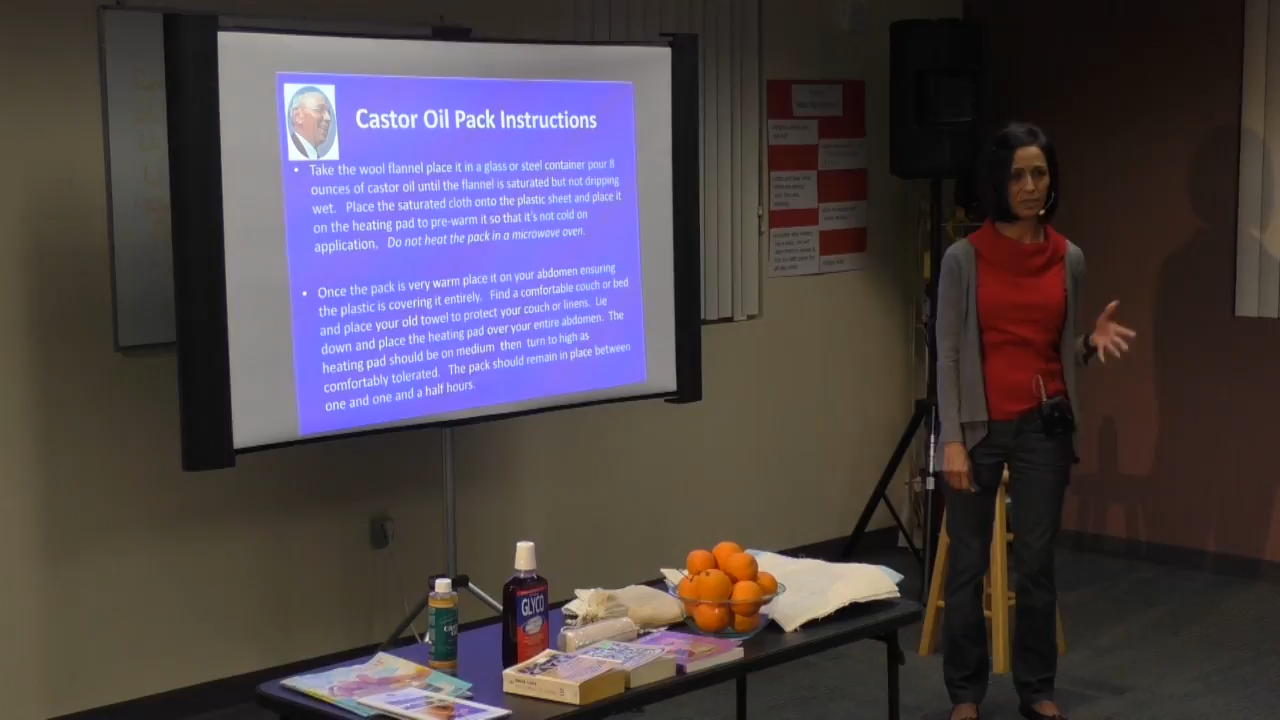 Castor Oil Pack Instructions
• Take the wool flannel place it in a glass or steel container pour 8
ounces of castor oil until the flannel is saturated but not dripping
wet. Place the saturated cloth onto the plastic sheet and place it
on the heating pad to pre-warm it so that it's not cold on
application. Do not heat the pack in a microwave oven.
• Once the pack is very warm place it on your abdomen ensuring
the plastic is covering it entirely. Find a comfortable couch or bed
and place your old towel to protect your couch or linens. Lie
down and place the heating pad over your entire abdomen. The
heating pad should be on medium then turn to high as
comfortably tolerated. The pack should remain in place between
one and one and a half hours.
GLYCO